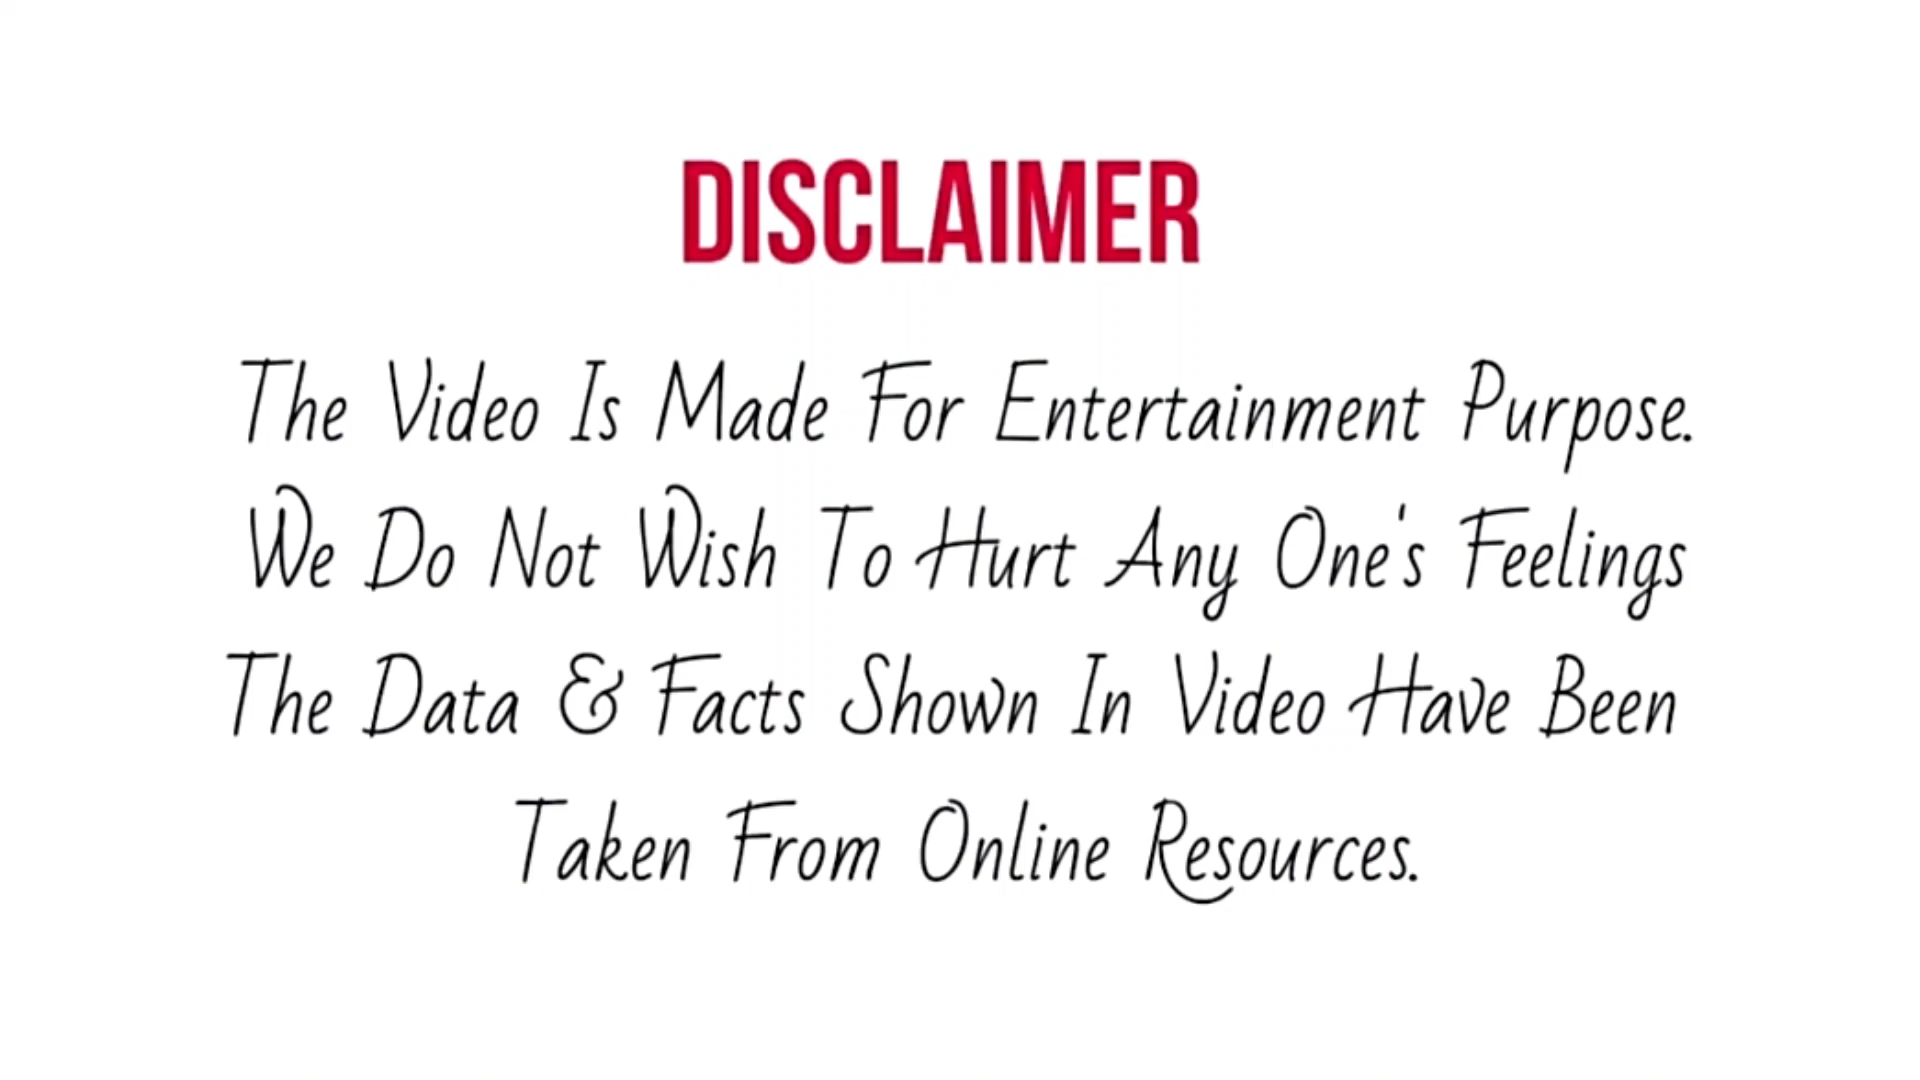 DISCLAIMER
The Video Is Made For Entertainment Purpose.
We Do Not Wish To Hurt Any One's Feelings
The Data & Facts Shown In Video Have Been
Taken From Online Resources.